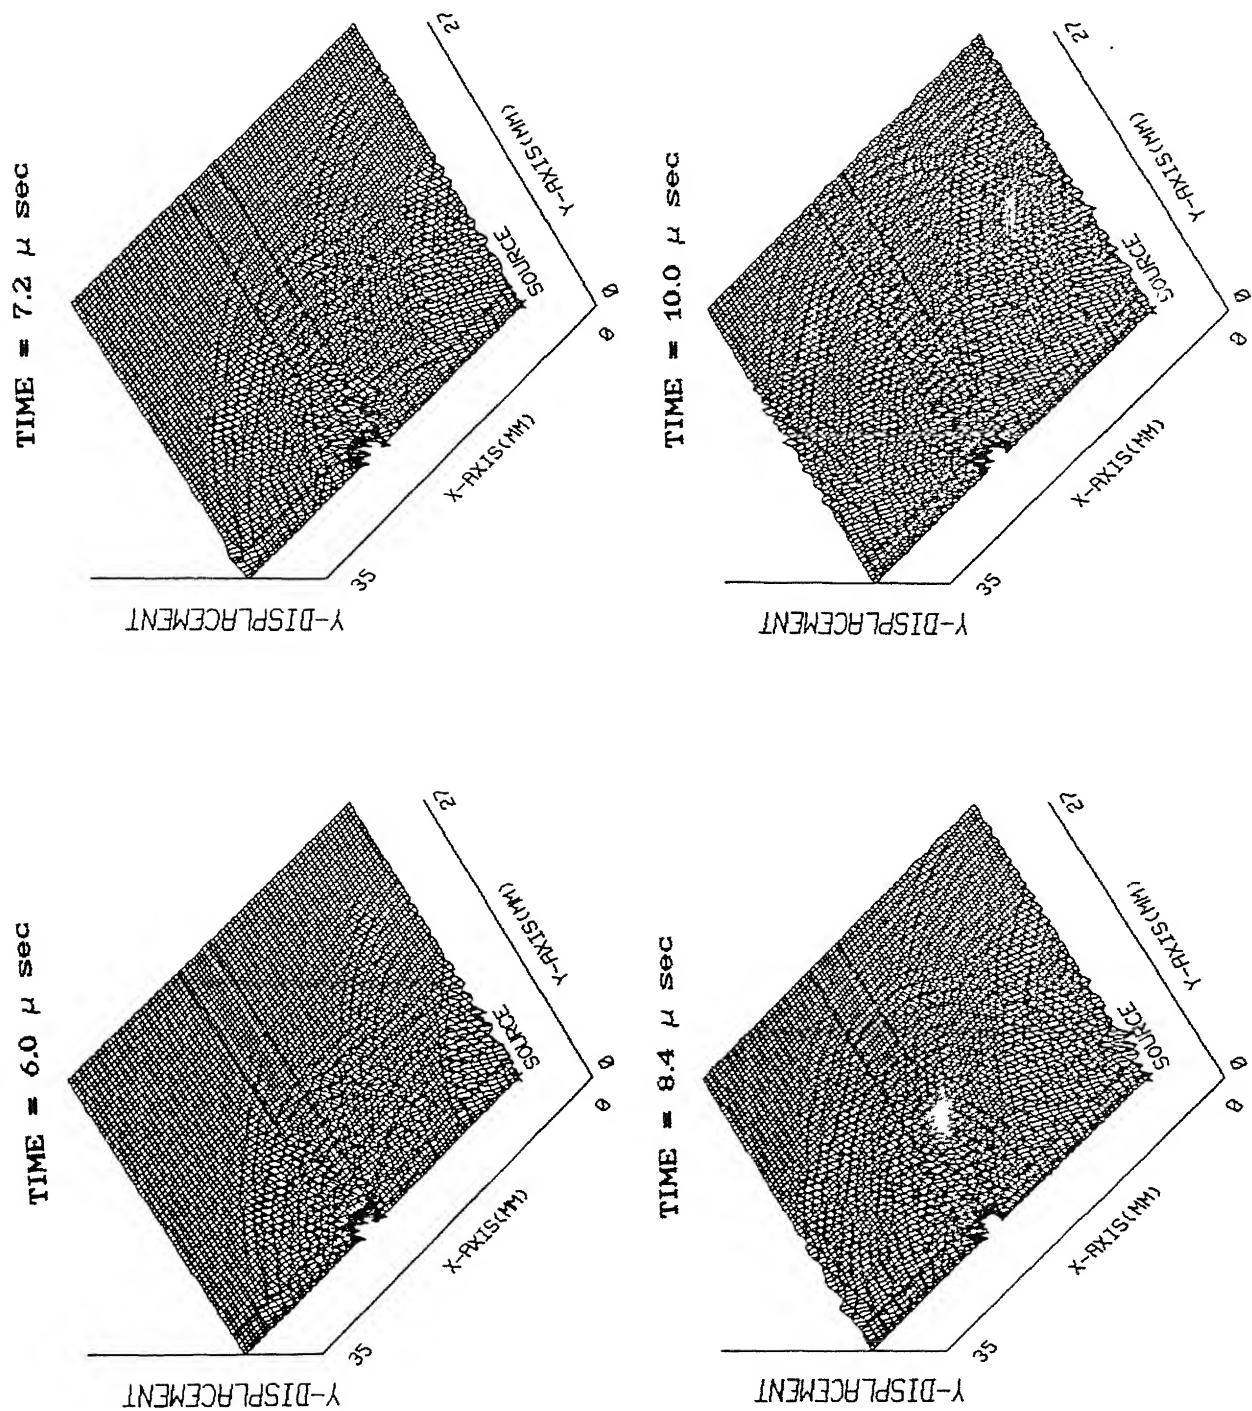 TIME = 6.0 μ sec
Y-DISPLACEMENT
35
X-AXIS(MM)
0
0
Y-AXIS(MM)
27
SOURCE
TIME = 7.2 μ sec
Y-DISPLACEMENT
35
X-AXIS(MM)
0
0
Y-AXIS(MM)
27
SOURCE
TIME = 8.4 μ sec
Y-DISPLACEMENT
35
X-AXIS(MM)
0
0
Y-AXIS(MM)
27
SOURCE
TIME = 10.0 μ sec
Y-DISPLACEMENT
35
X-AXIS(MM)
0
0
Y-AXIS(MM)
27
SOURCE